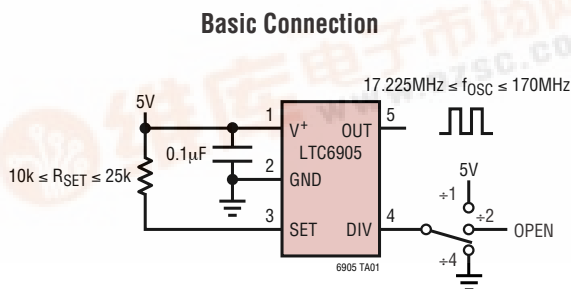 Basic Connection
17.225MHz ≤ fOSC ≤ 170MHz
5V
1 V+ OUT 5
LTC6905
0.1µF
10k ≤ RSET ≤ 25k
2 GND
5V
÷1
÷2
OPEN
3 SET DIV 4
÷4
6905 TA01